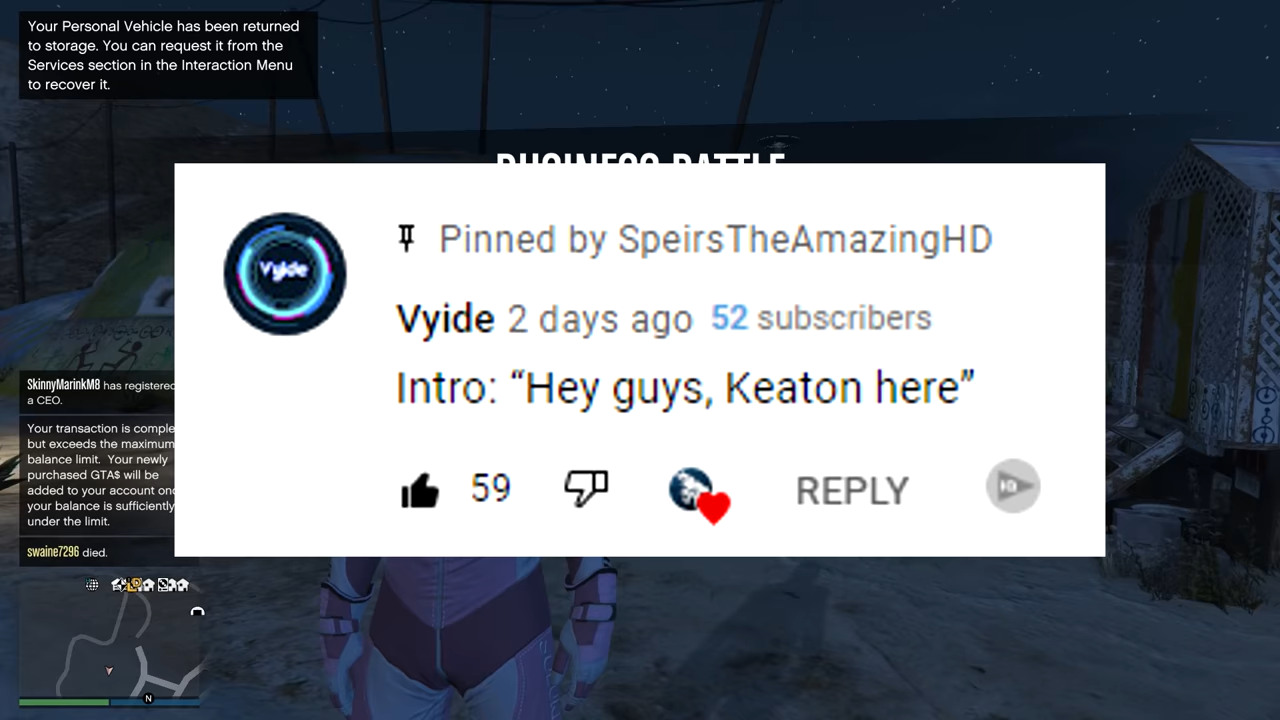 Your Personal Vehicle has been returned
to storage. You can request it from the
Services section in the Interaction Menu
to recover it.
BUSINESS BATTLE
Pinned by SpeirsTheAmazingHD
Vyide
Vyide 2 days ago 52 subscribers
Intro: “Hey guys, Keaton here”
59
REPLY
SkinnyMarinkM8 has registered
a CEO.
Your transaction is comple
but exceeds the maximum
balance limit. Your newly
purchased GTA$ will be
added to your account onc
your balance is sufficiently
under the limit.
swaine7296 died.
N